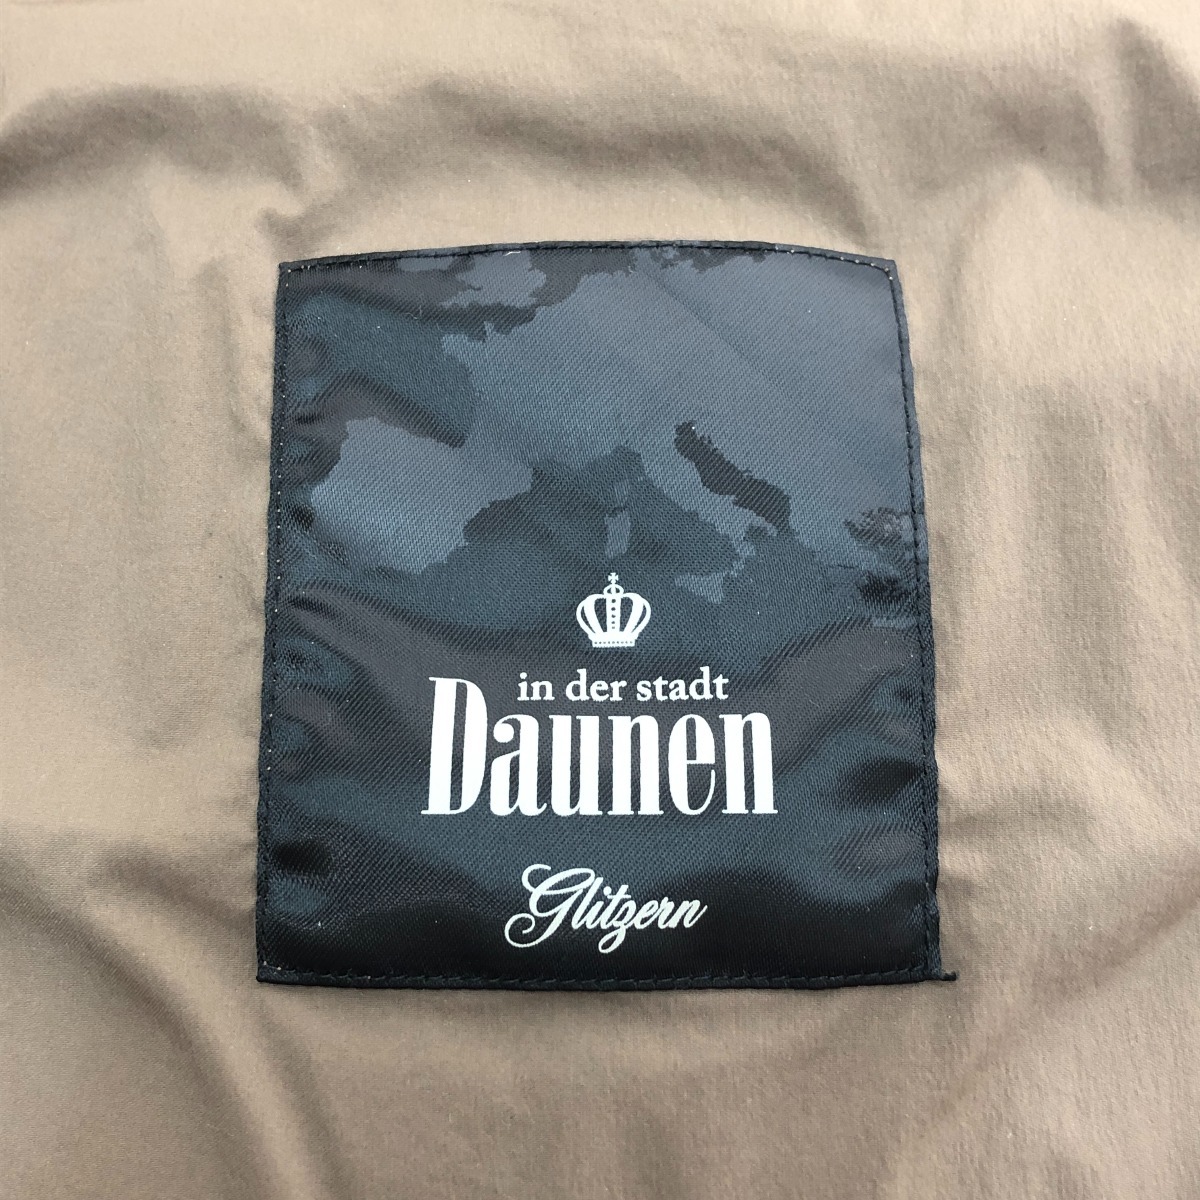 in der stadt
Daunen
Glitzern